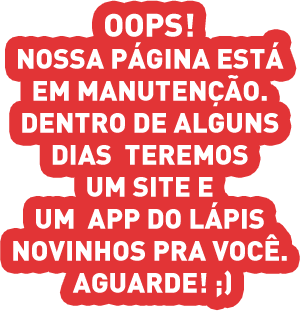 OOPS!
NOSSA PÁGINA ESTÁ
EM MANUTENÇÃO.
DENTRO DE ALGUNS
DIAS TEREMOS
UM SITE E
UM APP DO LÁPIS
NOVINHOS PRA VOCÊ.
AGUARDE! ;)